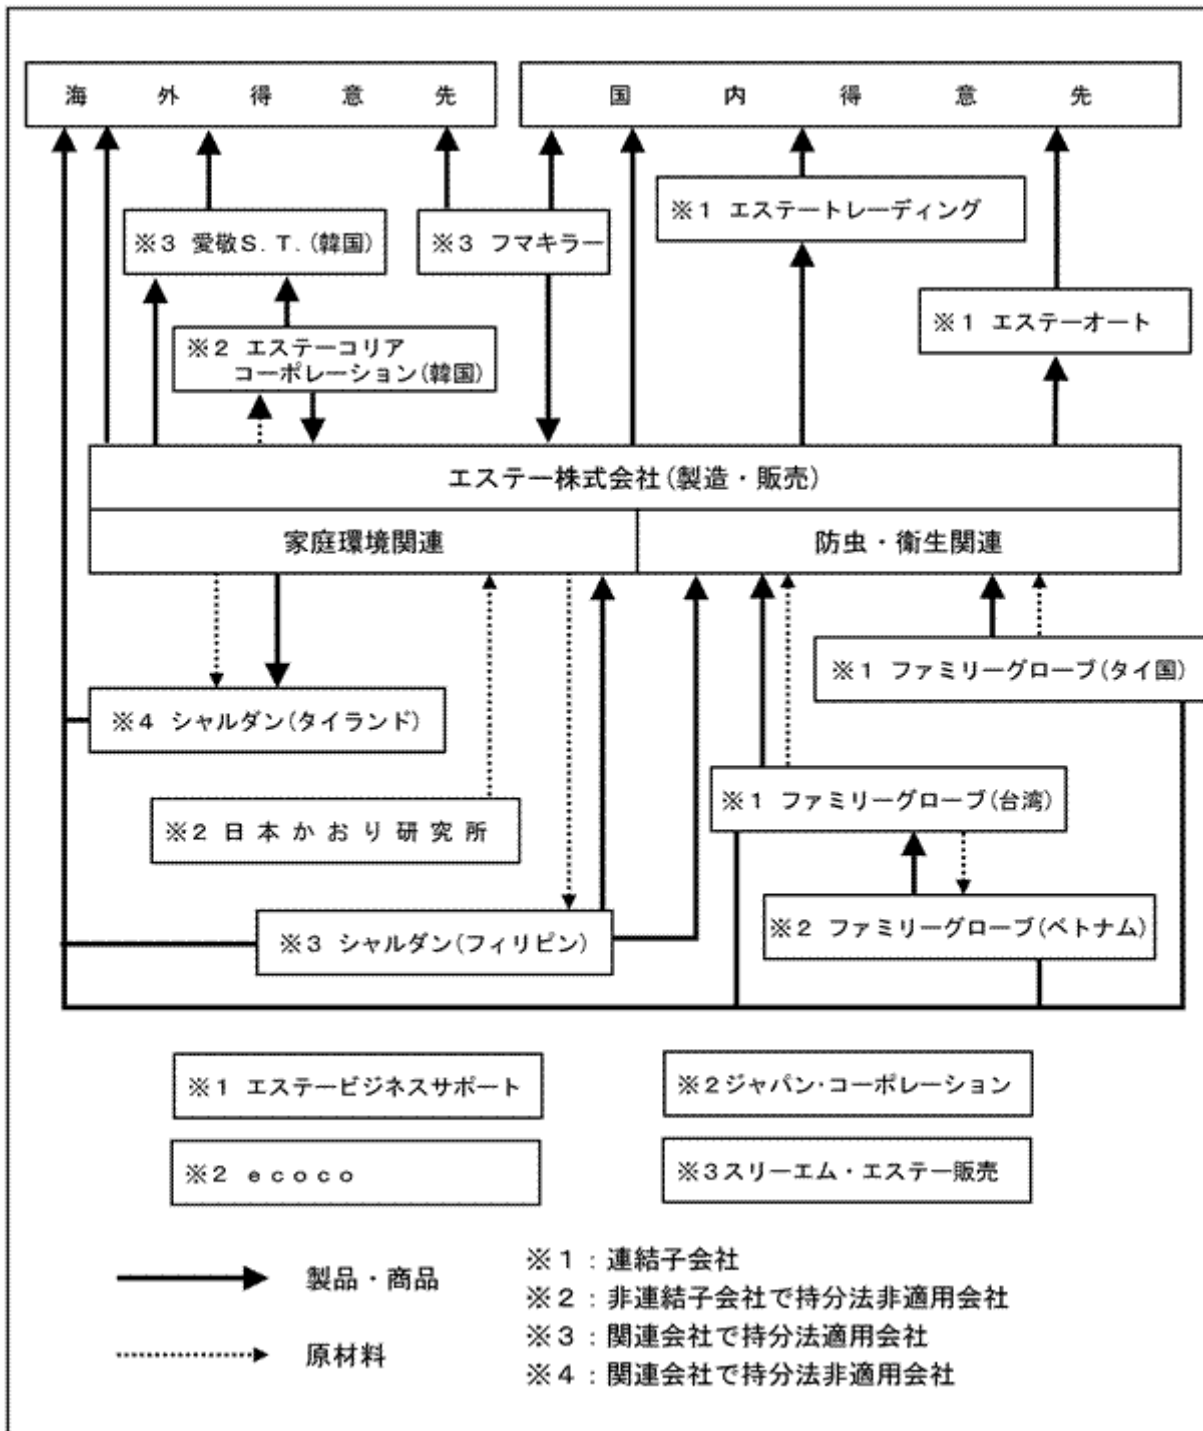 海外得意先
国内得意先
※1 エステートレーディング
※3 愛敬S.T.(韓国)
※3 フマキラー
※1 エステーオート
※2 エステーコリア
コーポレーション(韓国)
エステー株式会社(製造・販売)
家庭環境関連
防虫・衛生関連
※1 ファミリーグローブ(タイ国)
※4 シャルダン(タイランド)
※1 ファミリーグローブ(台湾)
※2 日本かおり研究所
※2 ファミリーグローブ(ベトナム)
※3 シャルダン(フィリピン)
※1 エステービジネスサポート
※2ジャパン・コーポレーション
※2 ecoco
※3スリーエム・エステー販売
製品・商品
原材料
※1:連結子会社
※2:非連結子会社で持分法非適用会社
※3:関連会社で持分法適用会社
※4:関連会社で持分法非適用会社